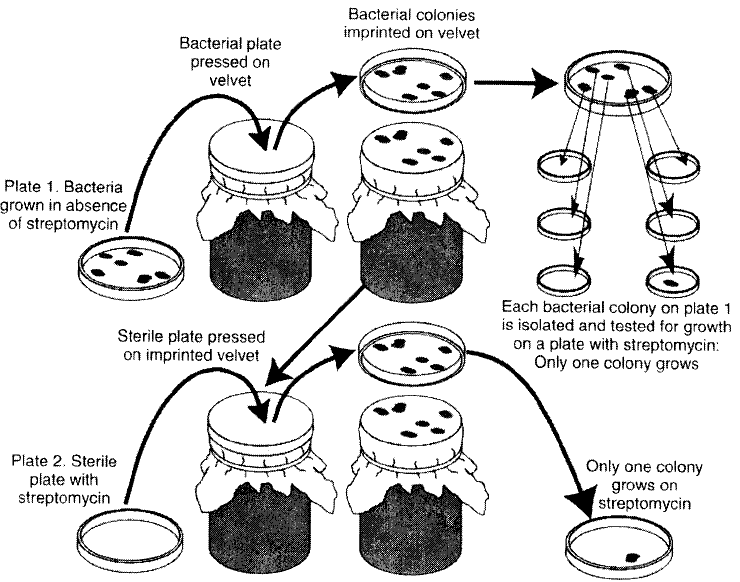 Bacterial plate
pressed on
velvet
Bacterial colonies
imprinted on velvet
Plate 1. Bacteria
grown in absence
of streptomycin
Each bacterial colony on plate 1
is isolated and tested for growth
on a plate with streptomycin:
Only one colony grows
Sterile plate pressed
on imprinted velvet
Plate 2. Sterile
plate with
streptomycin
Only one colony
grows on
streptomycin